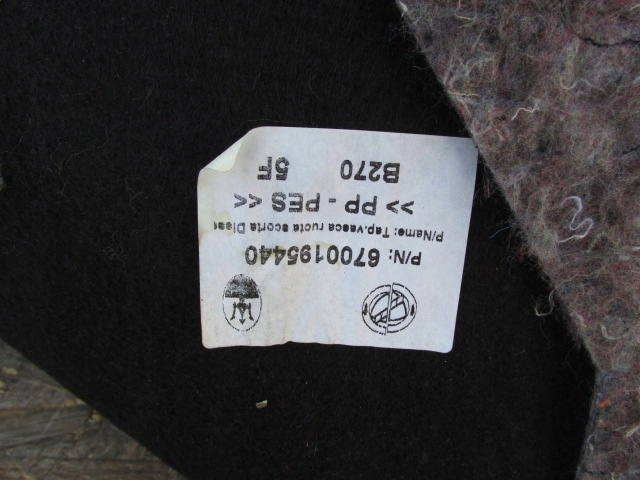 P/N: 6700195440
P/Name: Tap.vasca ruota scorta Diesel
>> PP - PES <<
B270 5F